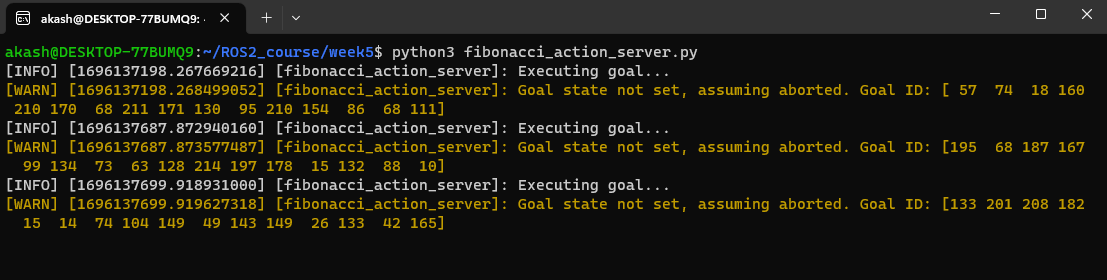 akash@DESKTOP-77BUMQ9: ~
akash@DESKTOP-77BUMQ9:~/ROS2_course/week5$ python3 fibonacci_action_server.py
[INFO] [1696137198.267669216] [fibonacci_action_server]: Executing goal...
[WARN] [1696137198.268499052] [fibonacci_action_server]: Goal state not set, assuming aborted. Goal ID: [ 57  74  18 160
 210 170  68 211 171 130  95 210 154  86  68 111]
[INFO] [1696137687.872940160] [fibonacci_action_server]: Executing goal...
[WARN] [1696137687.873577487] [fibonacci_action_server]: Goal state not set, assuming aborted. Goal ID: [195  68 187 167
  99 134  73  63 128 214 197 178  15 132  88  10]
[INFO] [1696137699.918931000] [fibonacci_action_server]: Executing goal...
[WARN] [1696137699.919627318] [fibonacci_action_server]: Goal state not set, assuming aborted. Goal ID: [133 201 208 182
  15  14  74 104 149  49 143 149  26 133  42 165]